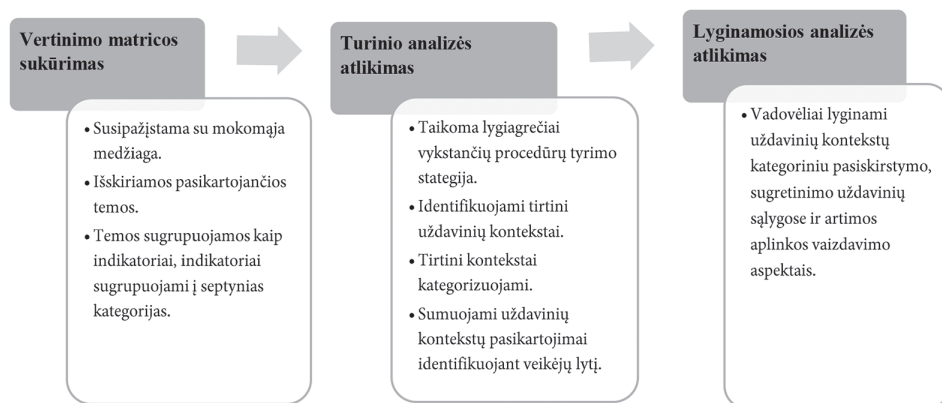 Vertinimo matricos
sukūrimas
• Susipažįstama su mokomąja
medžiaga.
• Išskiriamos pasikartojančios
temos.
• Temos sugrupuojamos kaip
indikatoriai, indikatoriai
sugrupuojami į septynias
kategorijas.
Turinio analizės
atlikimas
• Taikoma lygiagrečiai
vykstančių procedūrų tyrimo
stategija.
• Identifikuojami tirtini
uždavinių kontekstai.
• Tirtini kontekstai
kategorizuojami.
• Sumuojami uždavinių
kontekstų pasikartojimai
identifikuojant veikėjų lytį.
Lyginamosios analizės
atlikimas
• Vadovėliai lyginami
uždavinių kontekstų
kategoriniu pasiskirstymo,
sugretinimo uždavinių
sąlygose ir artimos
aplinkos vaizdavimo
aspektais.